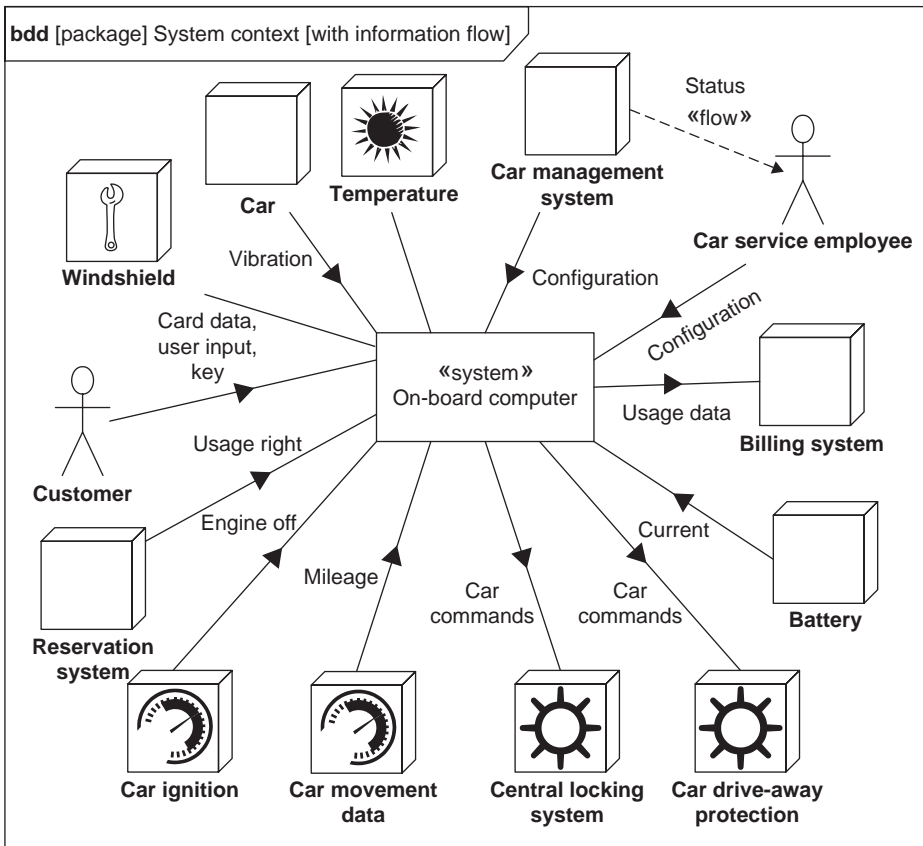 bdd [package] System context [with information flow]
Status
«flow»
Car
Temperature
Car management
system
Car service employee
Windshield
Vibration
Configuration
Configuration
Card data,
user input,
key
«system»
On-board computer
Usage data
Billing system
Customer
Usage right
Engine off
Mileage
Car
commands
Car
commands
Current
Battery
Reservation
system
Car ignition
Car movement
data
Central locking
system
Car drive-away
protection